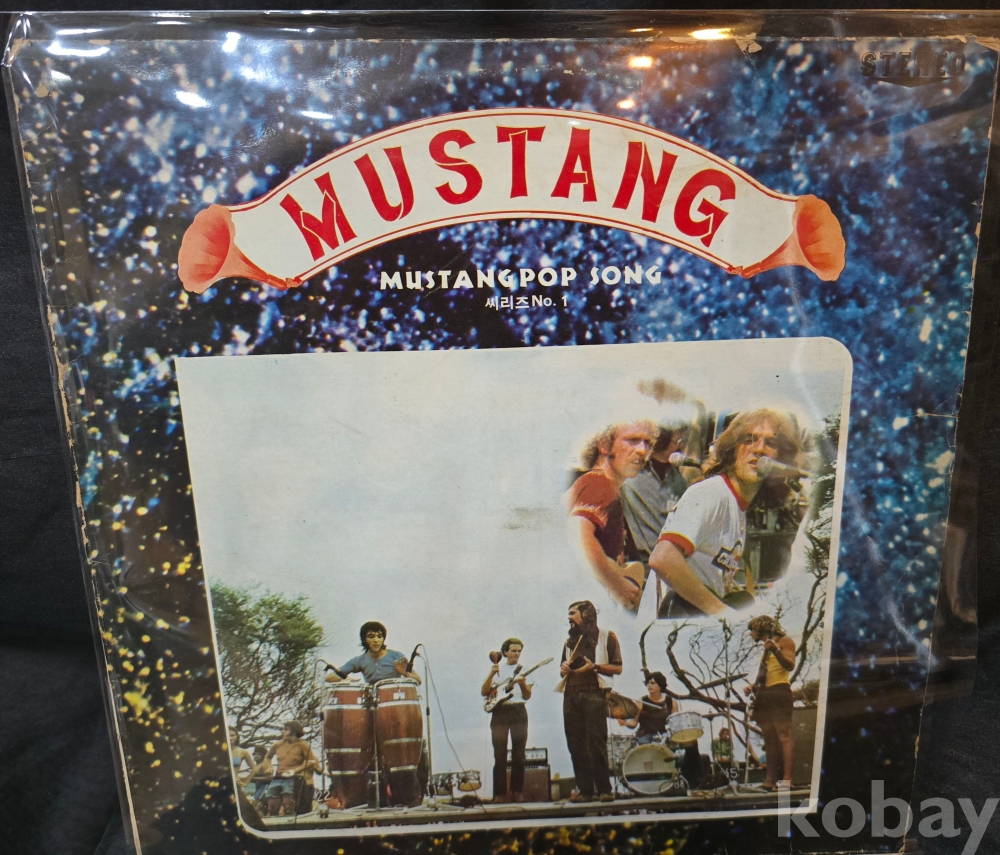 STEREO
MUSTANG
MUSTANG POP SONG
씨리즈 No. 1
kobay